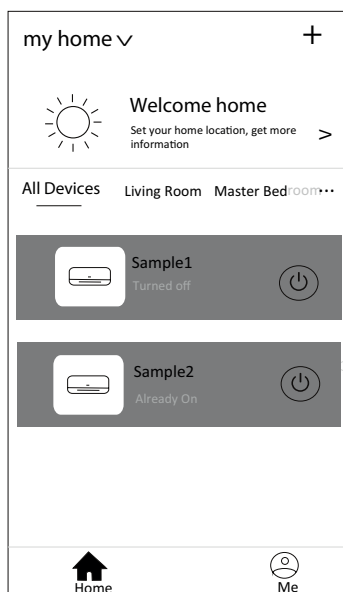 my home
Welcome home
Set your home location, get more
information
All Devices Living Room Master Bedroom...
Sample1
Turned off
Sample2
Already On
Home Me